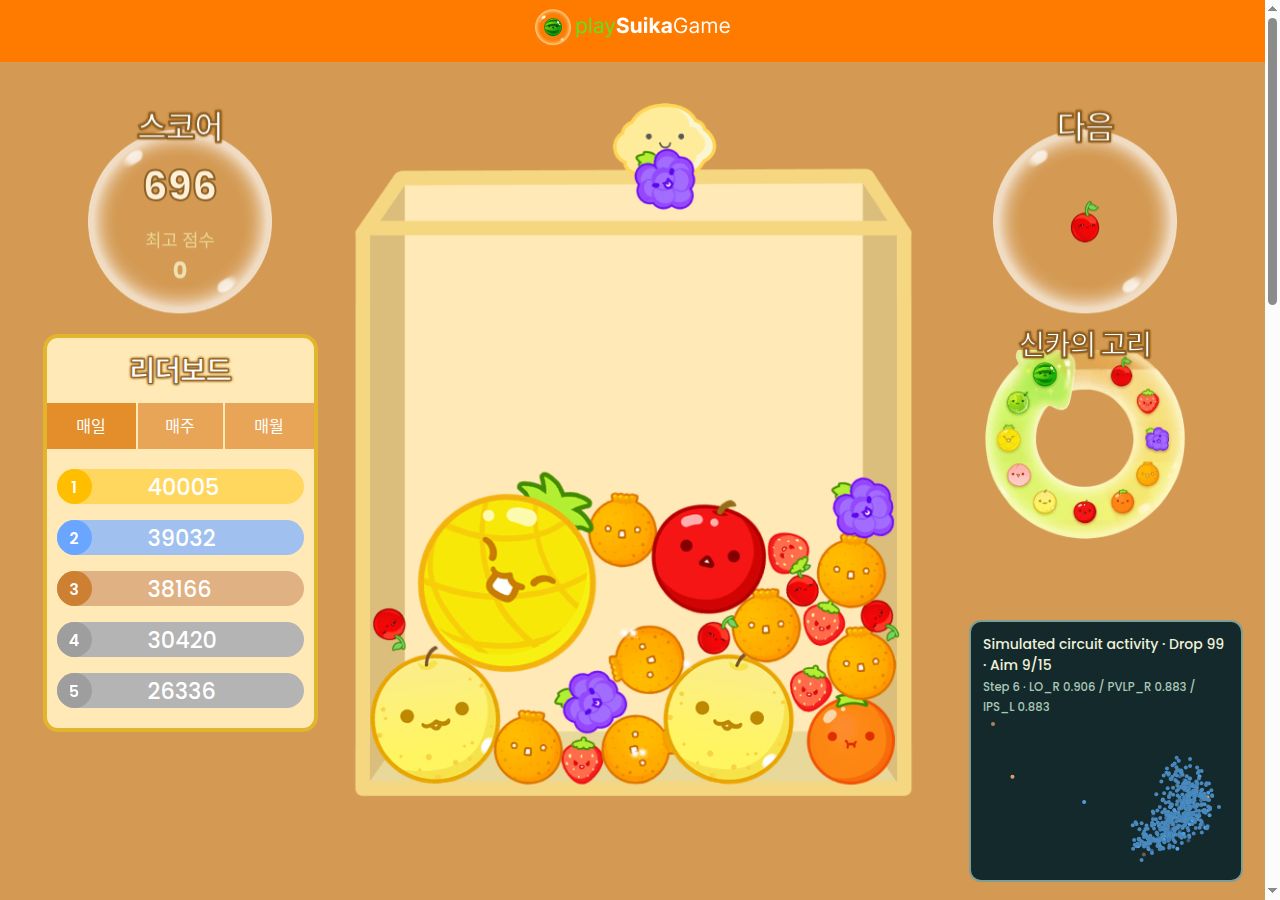 playSuikaGame
스코어
696
최고 점수
0
다음
신카의 고리
리더보드
매일 매주 매월
1 40005
2 39032
3 38166
4 30420
5 26336
Simulated circuit activity · Drop 99
· Aim 9/15
Step 6 · LO_R 0.906 / PVLP_R 0.883 /
IPS_L 0.883